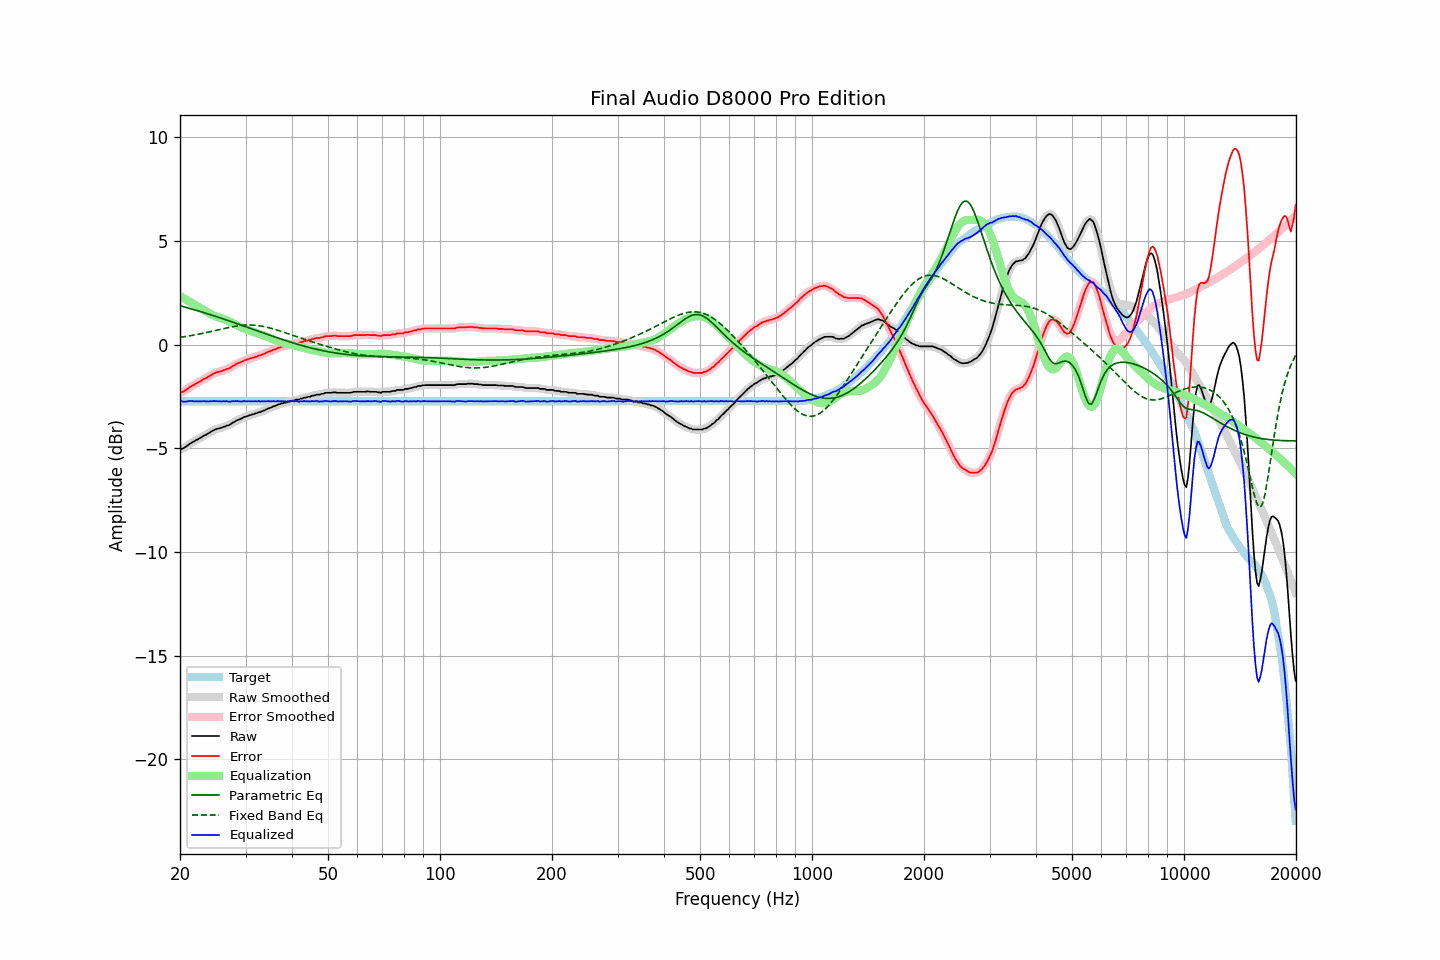 Final Audio D8000 Pro Edition
Amplitude (dBr)
10
5
0
−5
−10
−15
−20
Target
Raw Smoothed
Error Smoothed
Raw
Error
Equalization
Parametric Eq
Fixed Band Eq
Equalized
20 50 100 200 500 1000 2000 5000 10000 20000
Frequency (Hz)